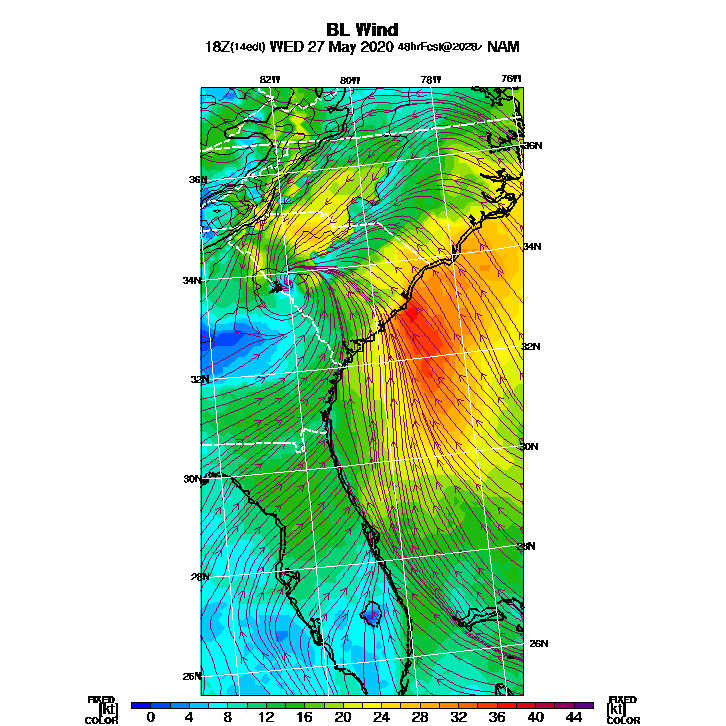 BL Wind
18Z(14edt) WED 27 May 2020 48hrFcst@2028z NAM
82W 80W 78W 76W
36N
36N
34N
34N
32N
32N
30N
30N
28N
28N
26N
26N
FIXED FIXED
[kt] 0 4 8 12 16 20 24 28 32 36 40 44 [kt]
COLOR COLOR